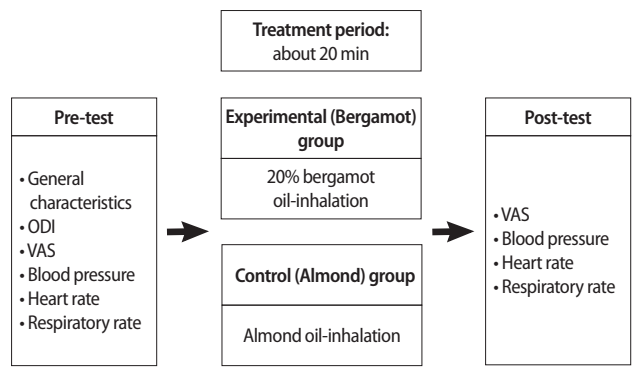 Treatment period:
about 20 min
Pre-test
• General
characteristics
• ODI
• VAS
• Blood pressure
• Heart rate
• Respiratory rate
Experimental (Bergamot)
group
20% bergamot
oil-inhalation
Control (Almond) group
Almond oil-inhalation
Post-test
• VAS
• Blood pressure
• Heart rate
• Respiratory rate